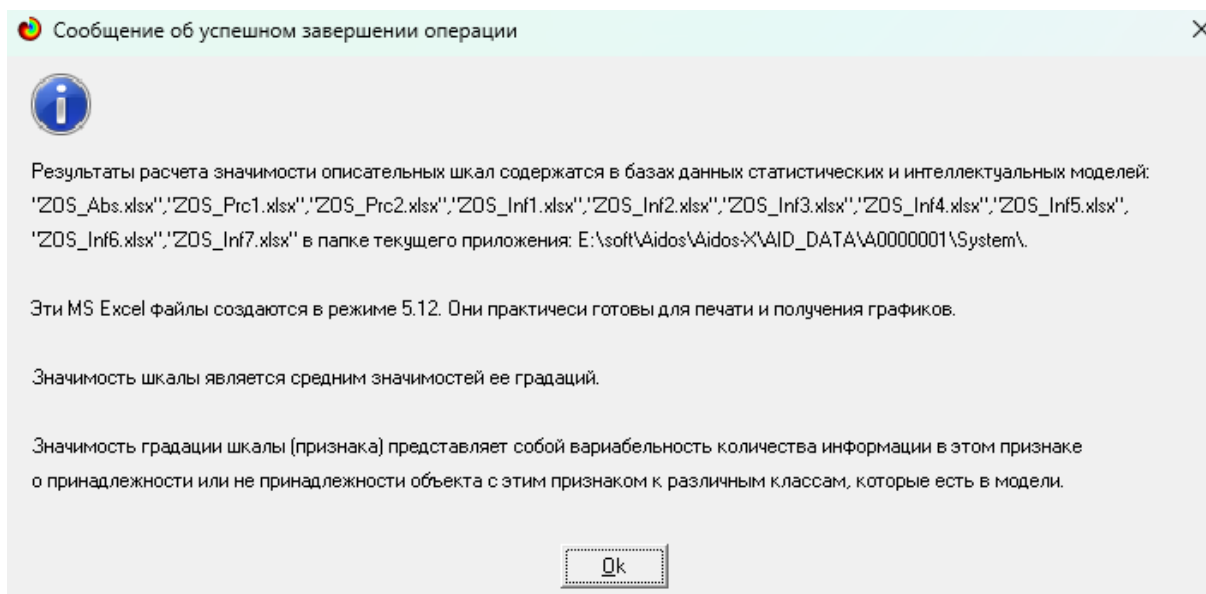 Сообщение об успешном завершении операции
Результаты расчета значимости описательных шкал содержатся в базах данных статистических и интеллектуальных моделей:
"ZOS_Abs.xlsx","ZOS_Prc1.xlsx","ZOS_Prc2.xlsx","ZOS_Inf1.xlsx","ZOS_Inf2.xlsx","ZOS_Inf3.xlsx","ZOS_Inf4.xlsx","ZOS_Inf5.xlsx",
"ZOS_Inf6.xlsx","ZOS_Inf7.xlsx" в папке текущего приложения: E:\soft\Aidos\Aidos-X\AID_DATA\A0000001\System\.
Эти MS Excel файлы создаются в режиме 5.12. Они практичеси готовы для печати и получения графиков.
Значимость шкалы является средним значимостей ее градаций.
Значимость градации шкалы (признака) представляет собой вариабельность количества информации в этом признаке
о принадлежности или не принадлежности объекта с этим признаком к различным классам, которые есть в модели.
Ok